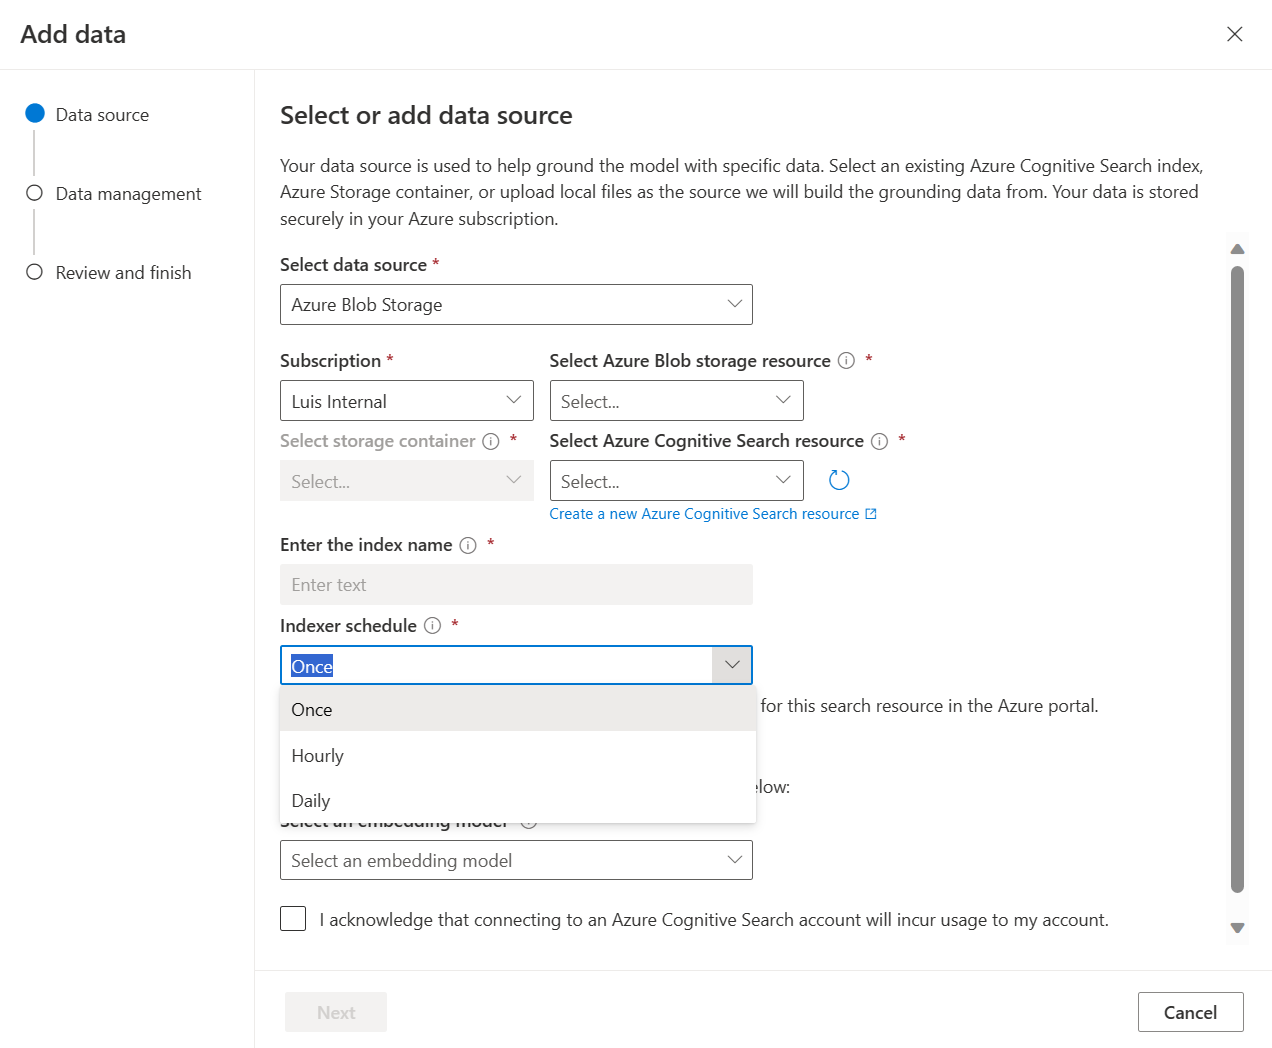 Add data
Data source
Data management
Review and finish
Select or add data source
Your data source is used to help ground the model with specific data. Select an existing Azure Cognitive Search index,
Azure Storage container, or upload local files as the source we will build the grounding data from. Your data is stored
securely in your Azure subscription.
Select data source *
Azure Blob Storage
Subscription *
Select Azure Blob storage resource *
Luis Internal
Select...
Select storage container *
Select Azure Cognitive Search resource *
Select...
Select...
Create a new Azure Cognitive Search resource
Enter the index name *
Enter text
Indexer schedule *
Once
Once
for this search resource in the Azure portal.
Hourly
elow:
Daily
Select an embedding model
Select an embedding model
I acknowledge that connecting to an Azure Cognitive Search account will incur usage to my account.
Next
Cancel